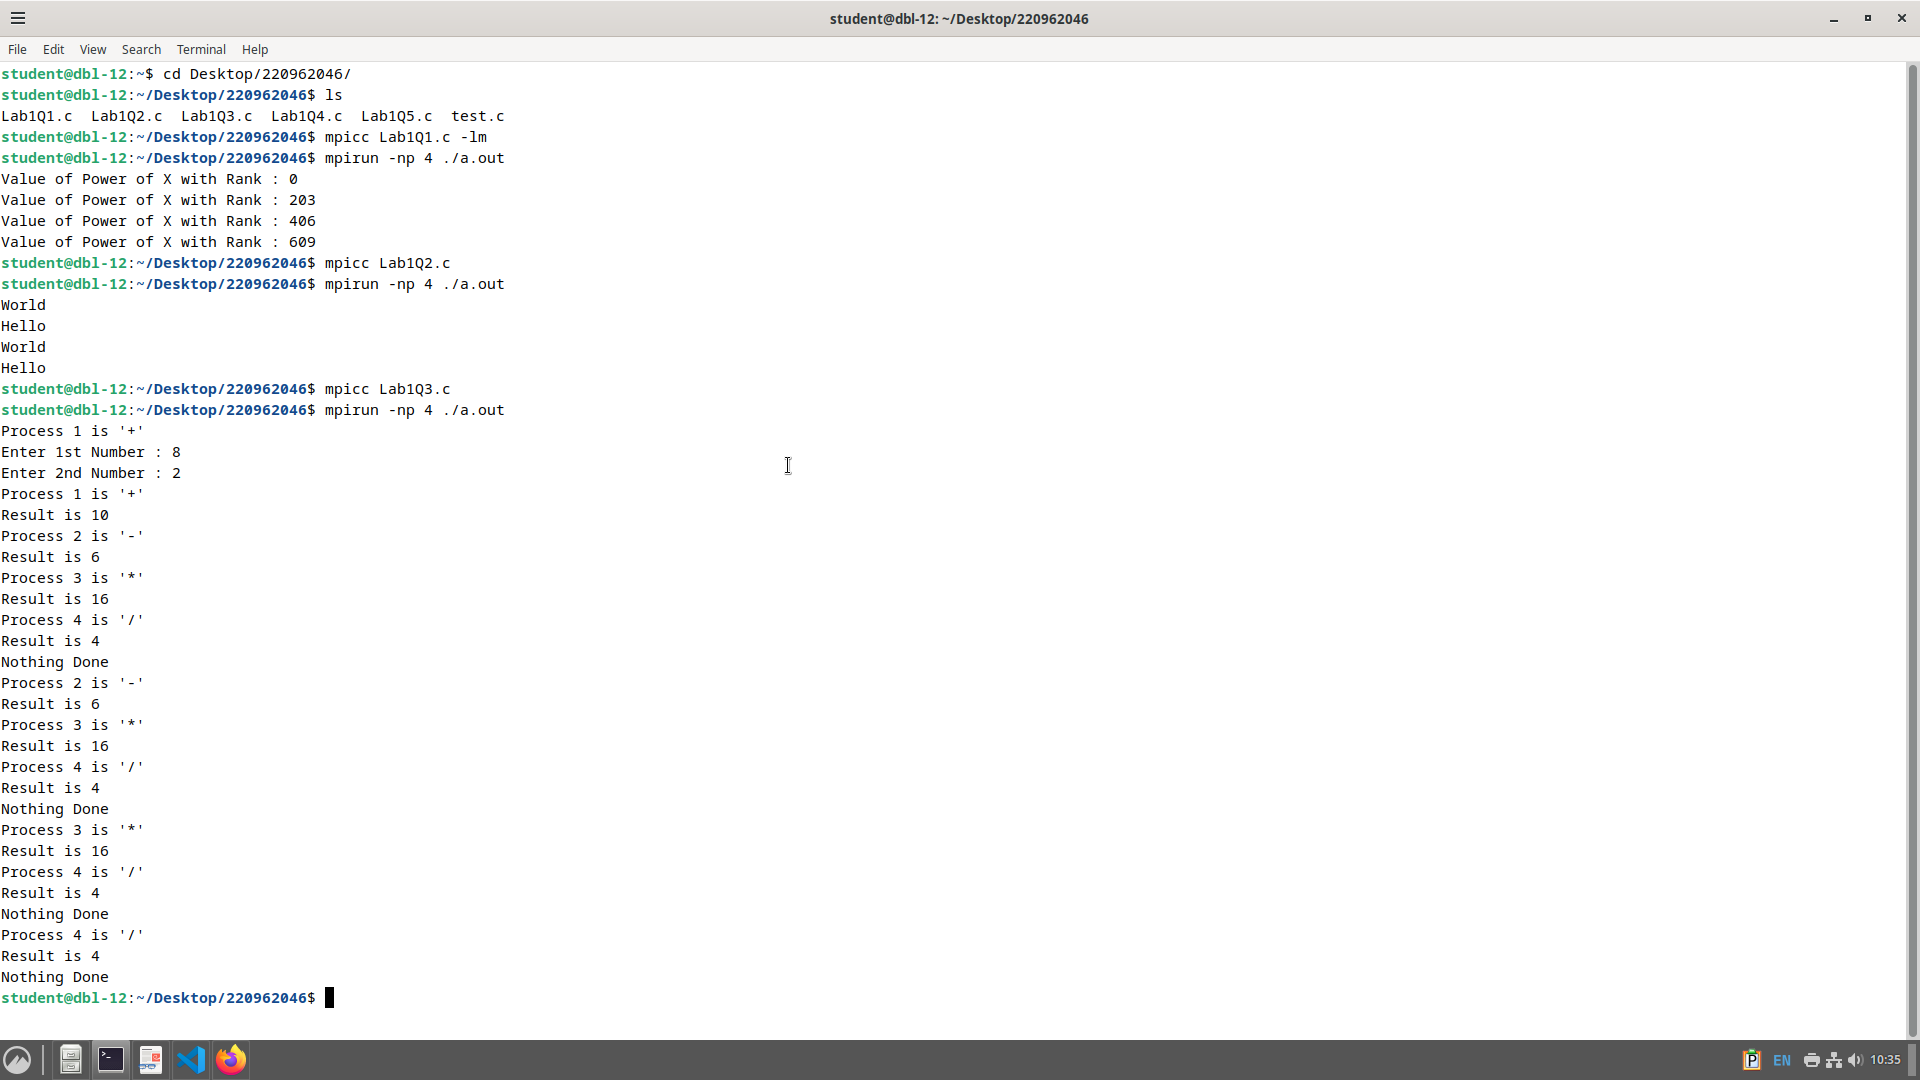 student@dbl-12: ~/Desktop/220962046
File Edit View Search Terminal Help
student@dbl-12:~$ cd Desktop/220962046/
student@dbl-12:~/Desktop/220962046$ ls
Lab1Q1.c  Lab1Q2.c  Lab1Q3.c  Lab1Q4.c  Lab1Q5.c  test.c
student@dbl-12:~/Desktop/220962046$ mpicc Lab1Q1.c -lm
student@dbl-12:~/Desktop/220962046$ mpirun -np 4 ./a.out
Value of Power of X with Rank : 0
Value of Power of X with Rank : 203
Value of Power of X with Rank : 406
Value of Power of X with Rank : 609
student@dbl-12:~/Desktop/220962046$ mpicc Lab1Q2.c
student@dbl-12:~/Desktop/220962046$ mpirun -np 4 ./a.out
World
Hello
World
Hello
student@dbl-12:~/Desktop/220962046$ mpicc Lab1Q3.c
student@dbl-12:~/Desktop/220962046$ mpirun -np 4 ./a.out
Process 1 is '+'
Enter 1st Number : 8
Enter 2nd Number : 2
Process 1 is '+'
Result is 10
Process 2 is '-'
Result is 6
Process 3 is '*'
Result is 16
Process 4 is '/'
Result is 4
Nothing Done
Process 2 is '-'
Result is 6
Process 3 is '*'
Result is 16
Process 4 is '/'
Result is 4
Nothing Done
Process 3 is '*'
Result is 16
Process 4 is '/'
Result is 4
Nothing Done
Process 4 is '/'
Result is 4
Nothing Done
student@dbl-12:~/Desktop/220962046$
P EN 10:35